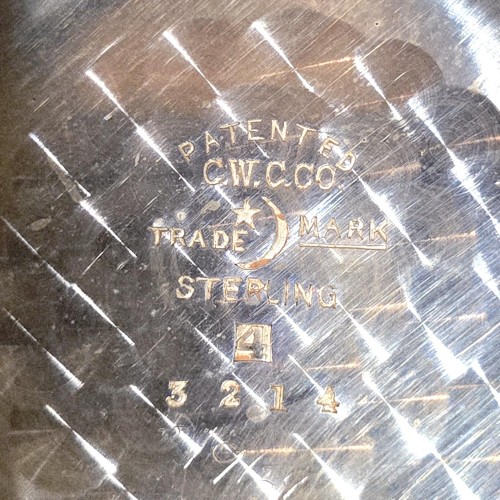 PATENTED
C.W.C.CO
TRADE MARK
STERLING
4
3214